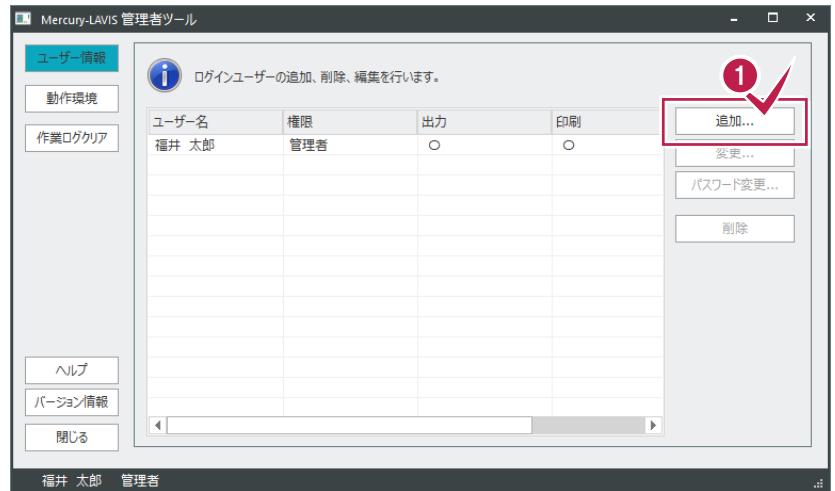 Mercury-LAVIS 管理者ツール
ユーザー情報
動作環境
作業ログクリア
ログインユーザーの追加、削除、編集を行います。
1
ユーザー名 権限 出力 印刷
福井 太郎 管理者 ○ ○
追加...
変更...
パスワード変更...
削除
ヘルプ
バージョン情報
閉じる
福井 太郎 管理者